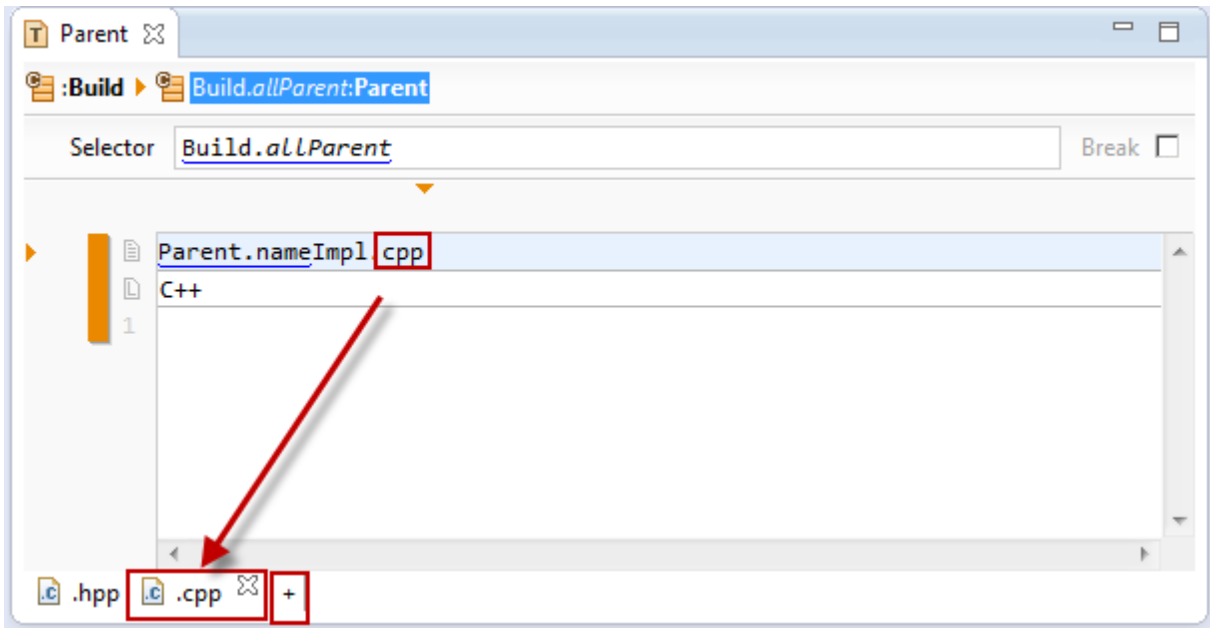 T Parent
:Build Build.allParent:Parent
Selector Build.allParent Break
Parent.nameImpl.cpp
C++
1
.c .hpp .c .cpp +